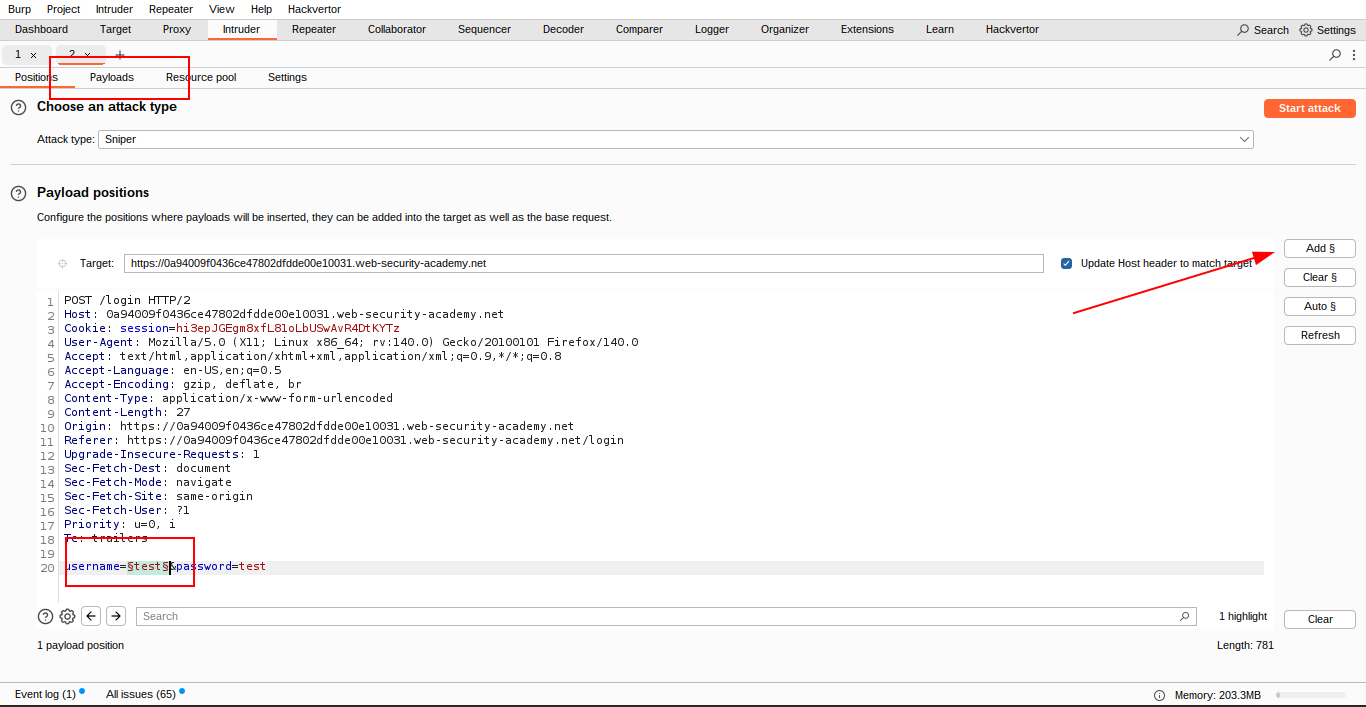 Burp Project Intruder Repeater View Help Hackvertor
Dashboard Target Proxy Intruder Repeater Collaborator Sequencer Decoder Comparer Logger Organizer Extensions Learn Hackvertor Search Settings
1 × 2 × +
Positions Payloads Resource pool Settings
? Choose an attack type Start attack
Attack type: Sniper
? Payload positions
Configure the positions where payloads will be inserted, they can be added into the target as well as the base request.
Add §
Target: https://0a94009f0436ce47802dfdde00e10031.web-security-academy.net Update Host header to match target
Clear §
Auto §
Refresh
1 POST /login HTTP/2
2 Host: 0a94009f0436ce47802dfdde00e10031.web-security-academy.net
3 Cookie: session=hi3epJGEgm8xfL81oLbUSwAvR4DtKYTz
4 User-Agent: Mozilla/5.0 (X11; Linux x86_64; rv:140.0) Gecko/20100101 Firefox/140.0
5 Accept: text/html,application/xhtml+xml,application/xml;q=0.9,*/*;q=0.8
6 Accept-Language: en-US,en;q=0.5
7 Accept-Encoding: gzip, deflate, br
8 Content-Type: application/x-www-form-urlencoded
9 Content-Length: 27
10 Origin: https://0a94009f0436ce47802dfdde00e10031.web-security-academy.net
11 Referer: https://0a94009f0436ce47802dfdde00e10031.web-security-academy.net/login
12 Upgrade-Insecure-Requests: 1
13 Sec-Fetch-Dest: document
14 Sec-Fetch-Mode: navigate
15 Sec-Fetch-Site: same-origin
16 Sec-Fetch-User: ?1
17 Priority: u=0, i
18 Te: trailers
19
20 username=§test§&password=test
? Search 1 highlight Clear
1 payload position Length: 781
Event log (1) All issues (65) Memory: 203.3MB